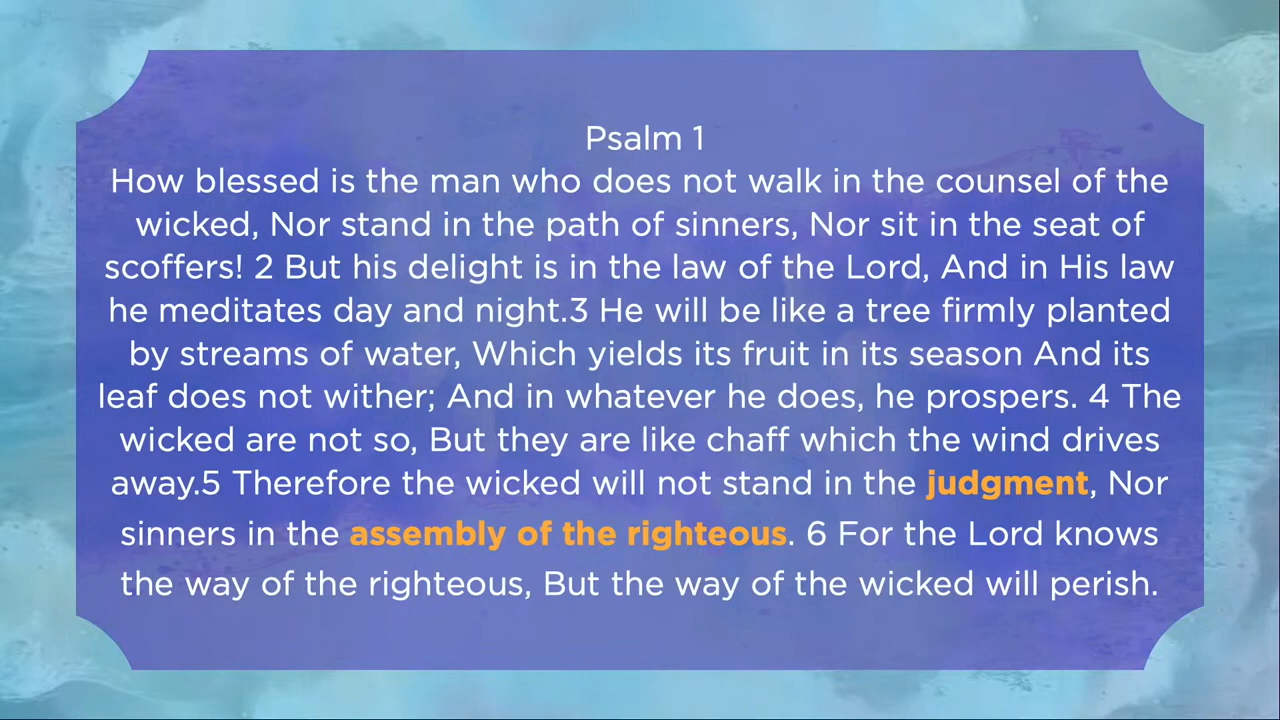 Psalm 1
How blessed is the man who does not walk in the counsel of the
wicked, Nor stand in the path of sinners, Nor sit in the seat of
scoffers! 2 But his delight is in the law of the Lord, And in His law
he meditates day and night.3 He will be like a tree firmly planted
by streams of water, Which yields its fruit in its season And its
leaf does not wither; And in whatever he does, he prospers. 4 The
wicked are not so, But they are like chaff which the wind drives
away.5 Therefore the wicked will not stand in the judgment, Nor
sinners in the assembly of the righteous. 6 For the Lord knows
the way of the righteous, But the way of the wicked will perish.